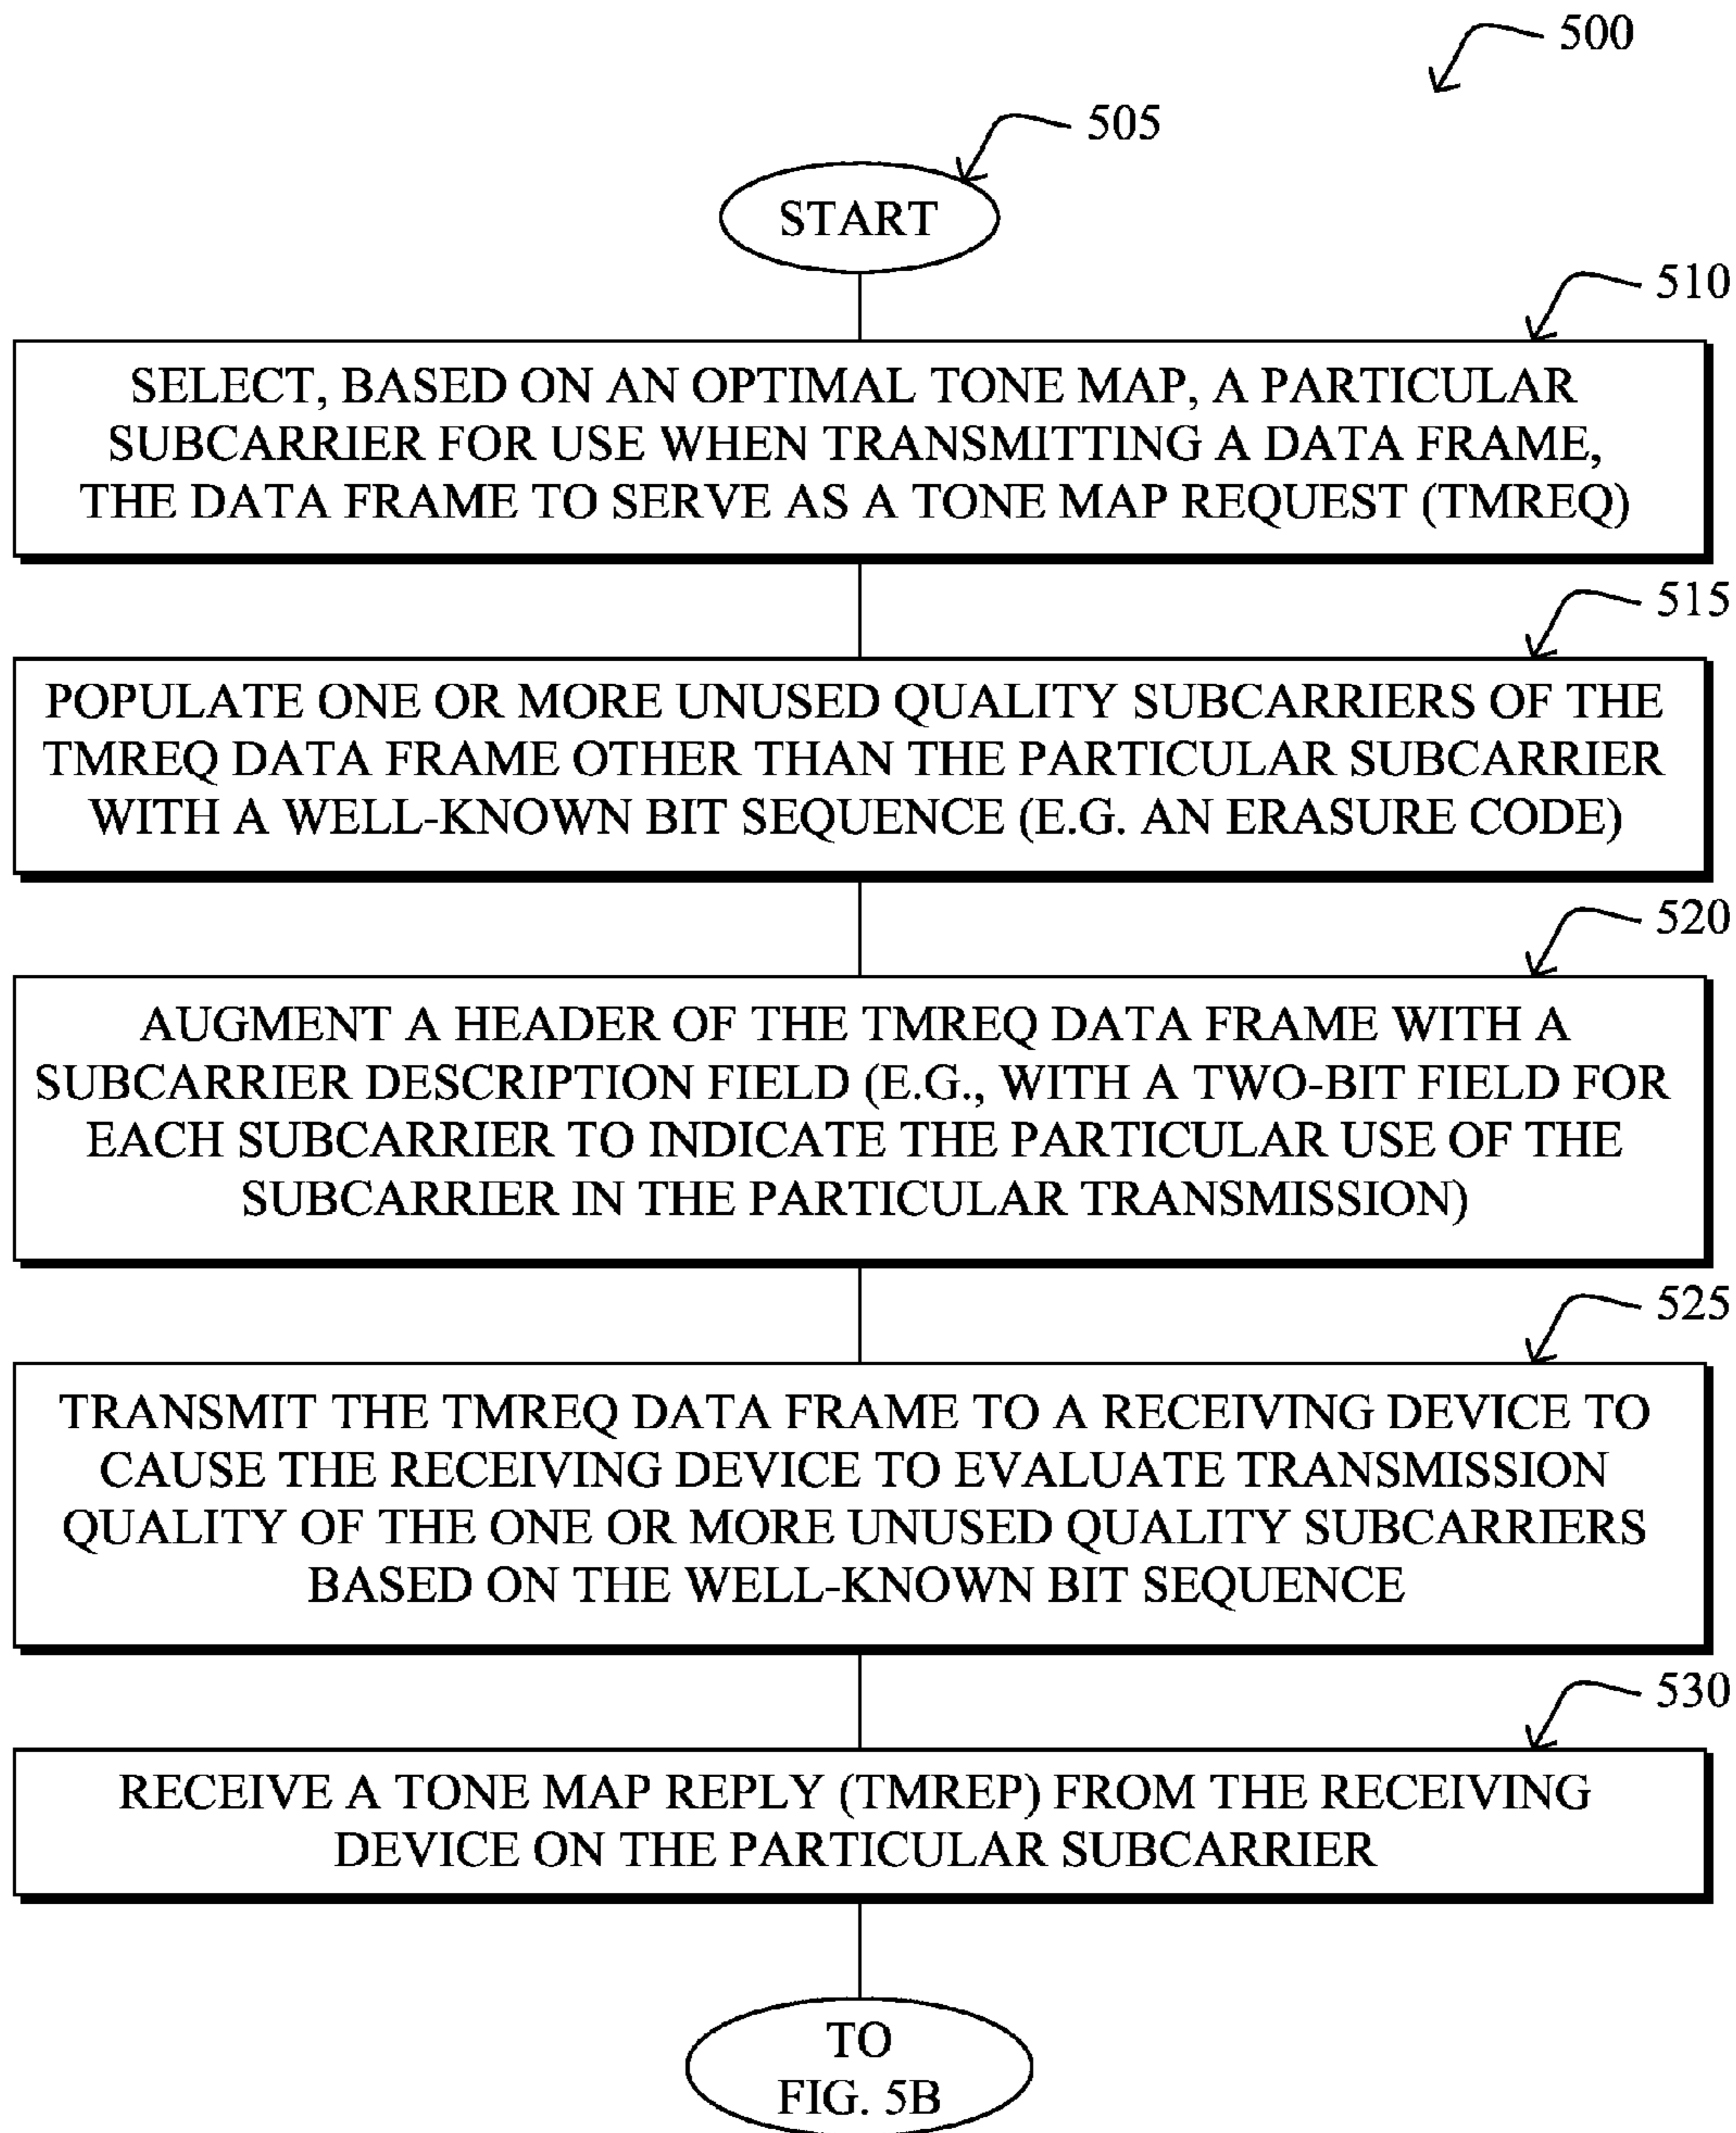 500
505
START
510
SELECT, BASED ON AN OPTIMAL TONE MAP, A PARTICULAR
SUBCARRIER FOR USE WHEN TRANSMITTING A DATA FRAME,
THE DATA FRAME TO SERVE AS A TONE MAP REQUEST (TMREQ)
515
POPULATE ONE OR MORE UNUSED QUALITY SUBCARRIERS OF THE
TMREQ DATA FRAME OTHER THAN THE PARTICULAR SUBCARRIER
WITH A WELL-KNOWN BIT SEQUENCE (E.G. AN ERASURE CODE)
520
AUGMENT A HEADER OF THE TMREQ DATA FRAME WITH A
SUBCARRIER DESCRIPTION FIELD (E.G., WITH A TWO-BIT FIELD FOR
EACH SUBCARRIER TO INDICATE THE PARTICULAR USE OF THE
SUBCARRIER IN THE PARTICULAR TRANSMISSION)
525
TRANSMIT THE TMREQ DATA FRAME TO A RECEIVING DEVICE TO
CAUSE THE RECEIVING DEVICE TO EVALUATE TRANSMISSION
QUALITY OF THE ONE OR MORE UNUSED QUALITY SUBCARRIERS
BASED ON THE WELL-KNOWN BIT SEQUENCE
530
RECEIVE A TONE MAP REPLY (TMREP) FROM THE RECEIVING
DEVICE ON THE PARTICULAR SUBCARRIER
TO
FIG. 5B